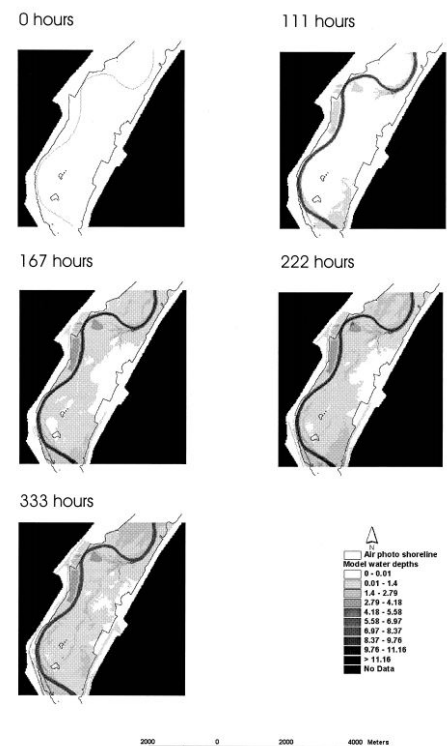 0 hours
111 hours
167 hours
222 hours
333 hours
N
Air photo shoreline
Model water depths
0 - 0.01
0.01 - 1.4
1.4 - 2.79
2.79 - 4.18
4.18 - 5.58
5.58 - 6.97
6.97 - 8.37
8.37 - 9.76
9.76 - 11.16
> 11.16
No Data
2000 0 2000 4000 Meters